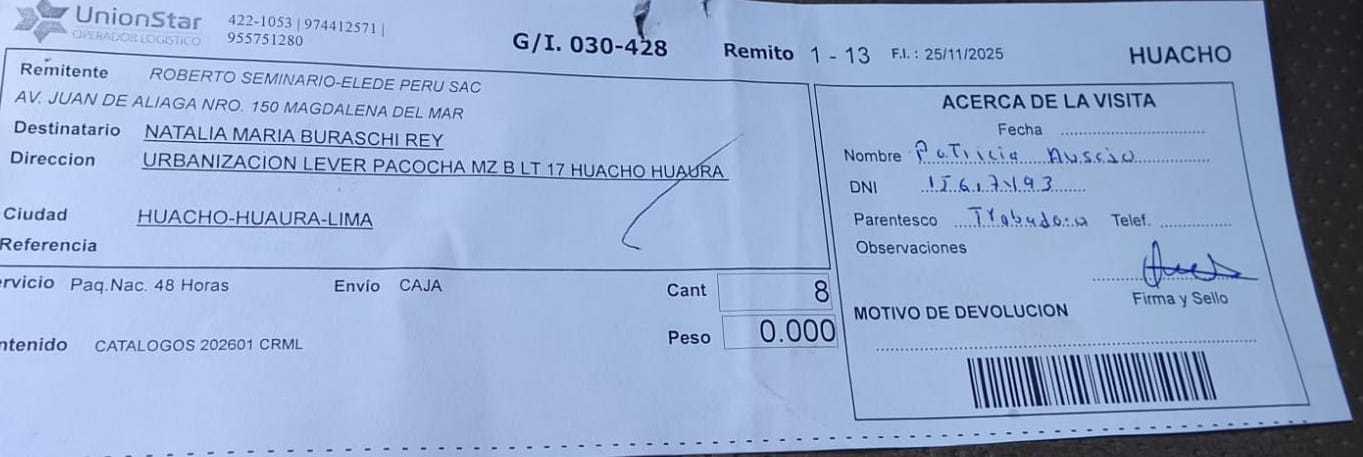 UnionStar
OPERADOR LOGISTICO
422-1053 | 974412571 |
955751280
G/I. 030-428
Remito 1 - 13 F.I. : 25/11/2025
HUACHO
Remitente ROBERTO SEMINARIO-ELEDE PERU SAC
AV. JUAN DE ALIAGA NRO. 150 MAGDALENA DEL MAR
Destinatario NATALIA MARIA BURASCHI REY
Direccion URBANIZACION LEVER PACOCHA MZ B LT 17 HUACHO HUAURA
Ciudad HUACHO-HUAURA-LIMA
Referencia
ervicio Paq.Nac. 48 Horas Envío CAJA
Cant 8
Peso 0.000
ntenido CATALOGOS 202601 CRML
ACERCA DE LA VISITA
Fecha
Nombre Patricia
DNI
Parentesco Telef.
Observaciones
Firma y Sello
MOTIVO DE DEVOLUCION